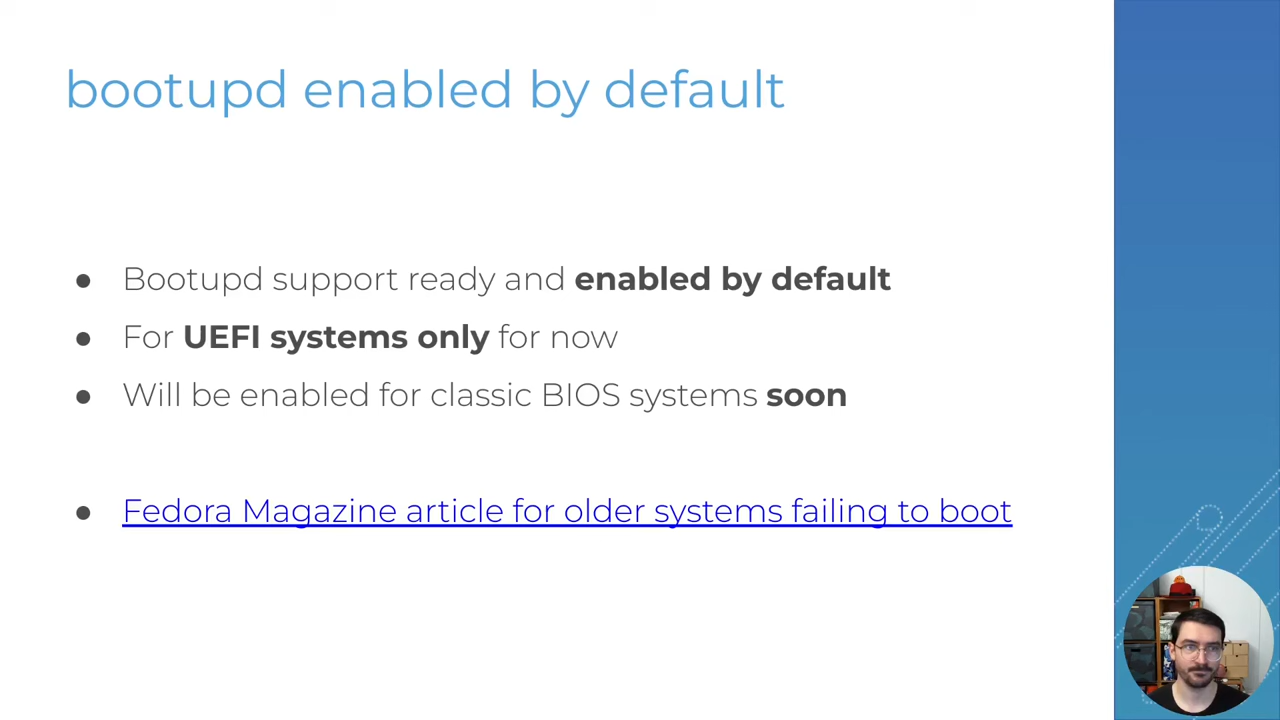 bootupd enabled by default
● Bootupd support ready and enabled by default
● For UEFI systems only for now
● Will be enabled for classic BIOS systems soon
● Fedora Magazine article for older systems failing to boot